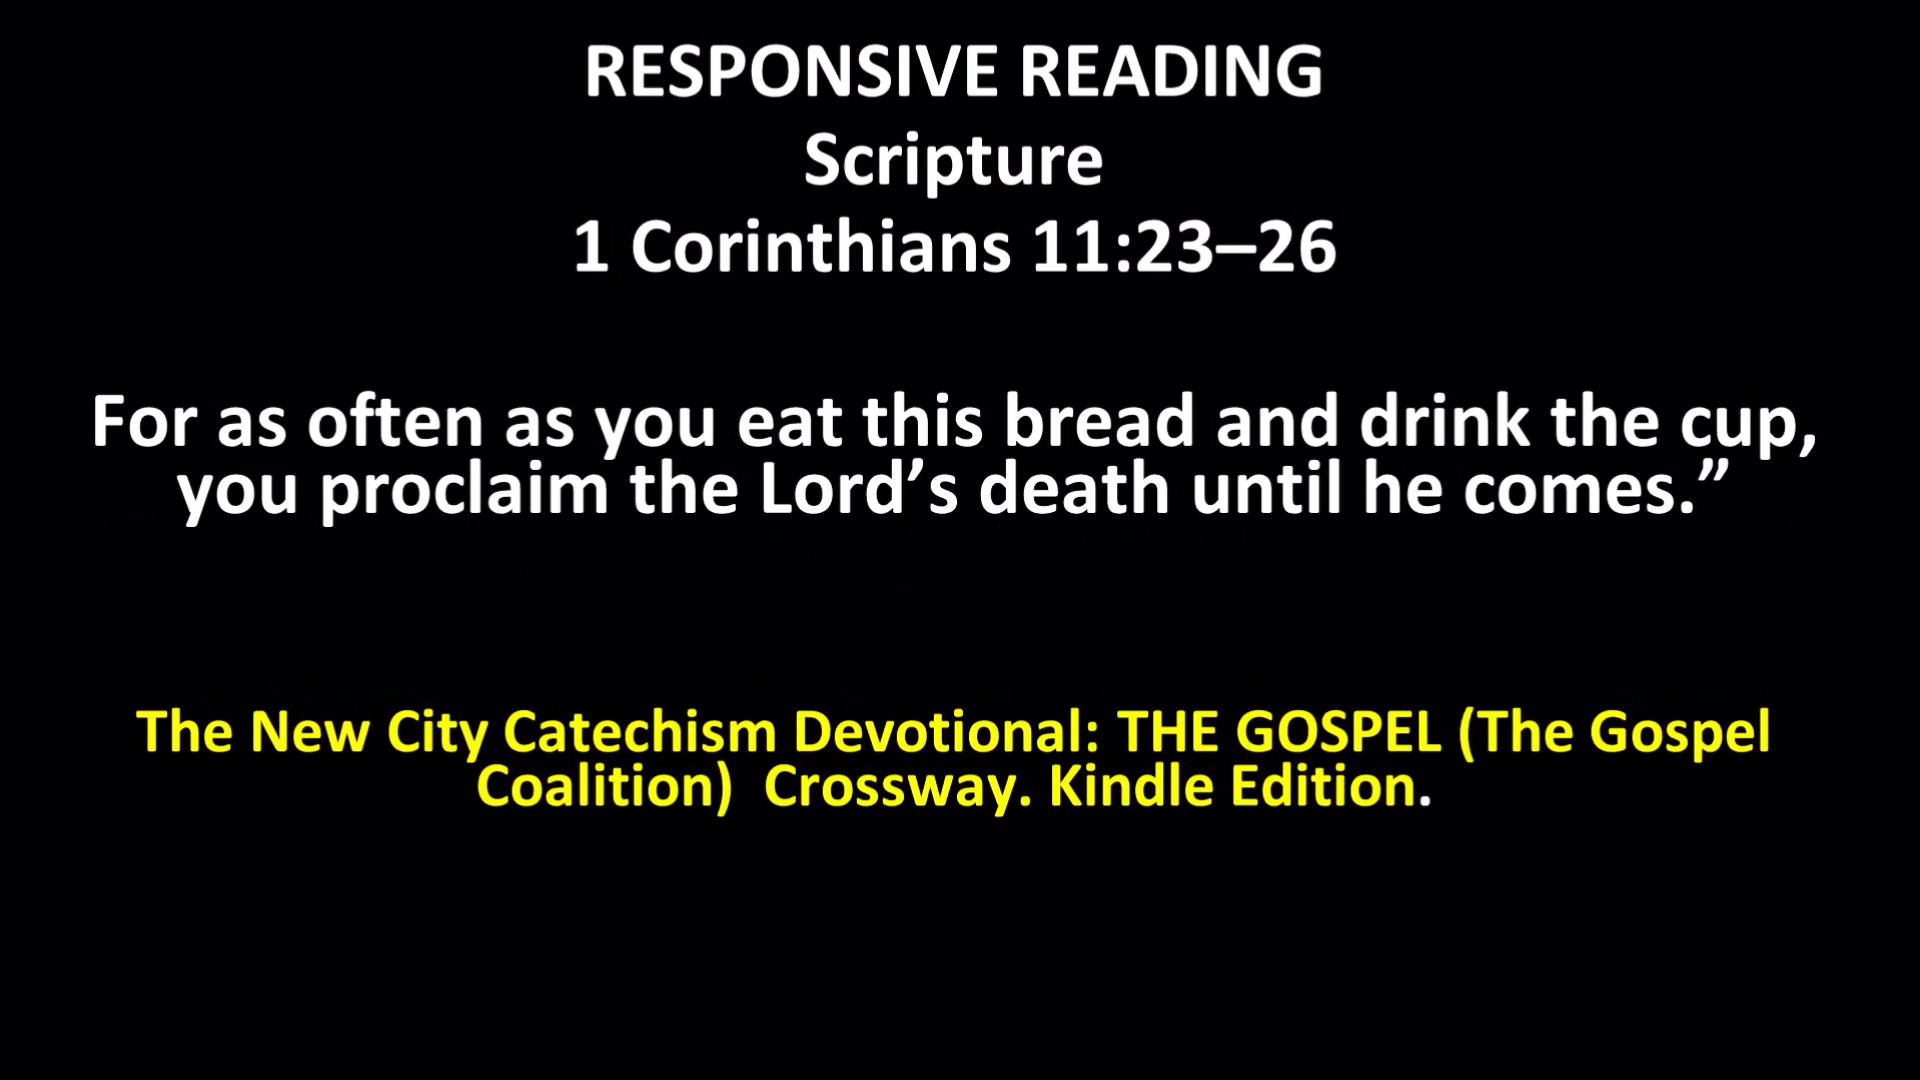 RESPONSIVE READING
Scripture
1 Corinthians 11:23–26
For as often as you eat this bread and drink the cup,
you proclaim the Lord’s death until he comes.”
The New City Catechism Devotional: THE GOSPEL (The Gospel
Coalition)  Crossway. Kindle Edition.